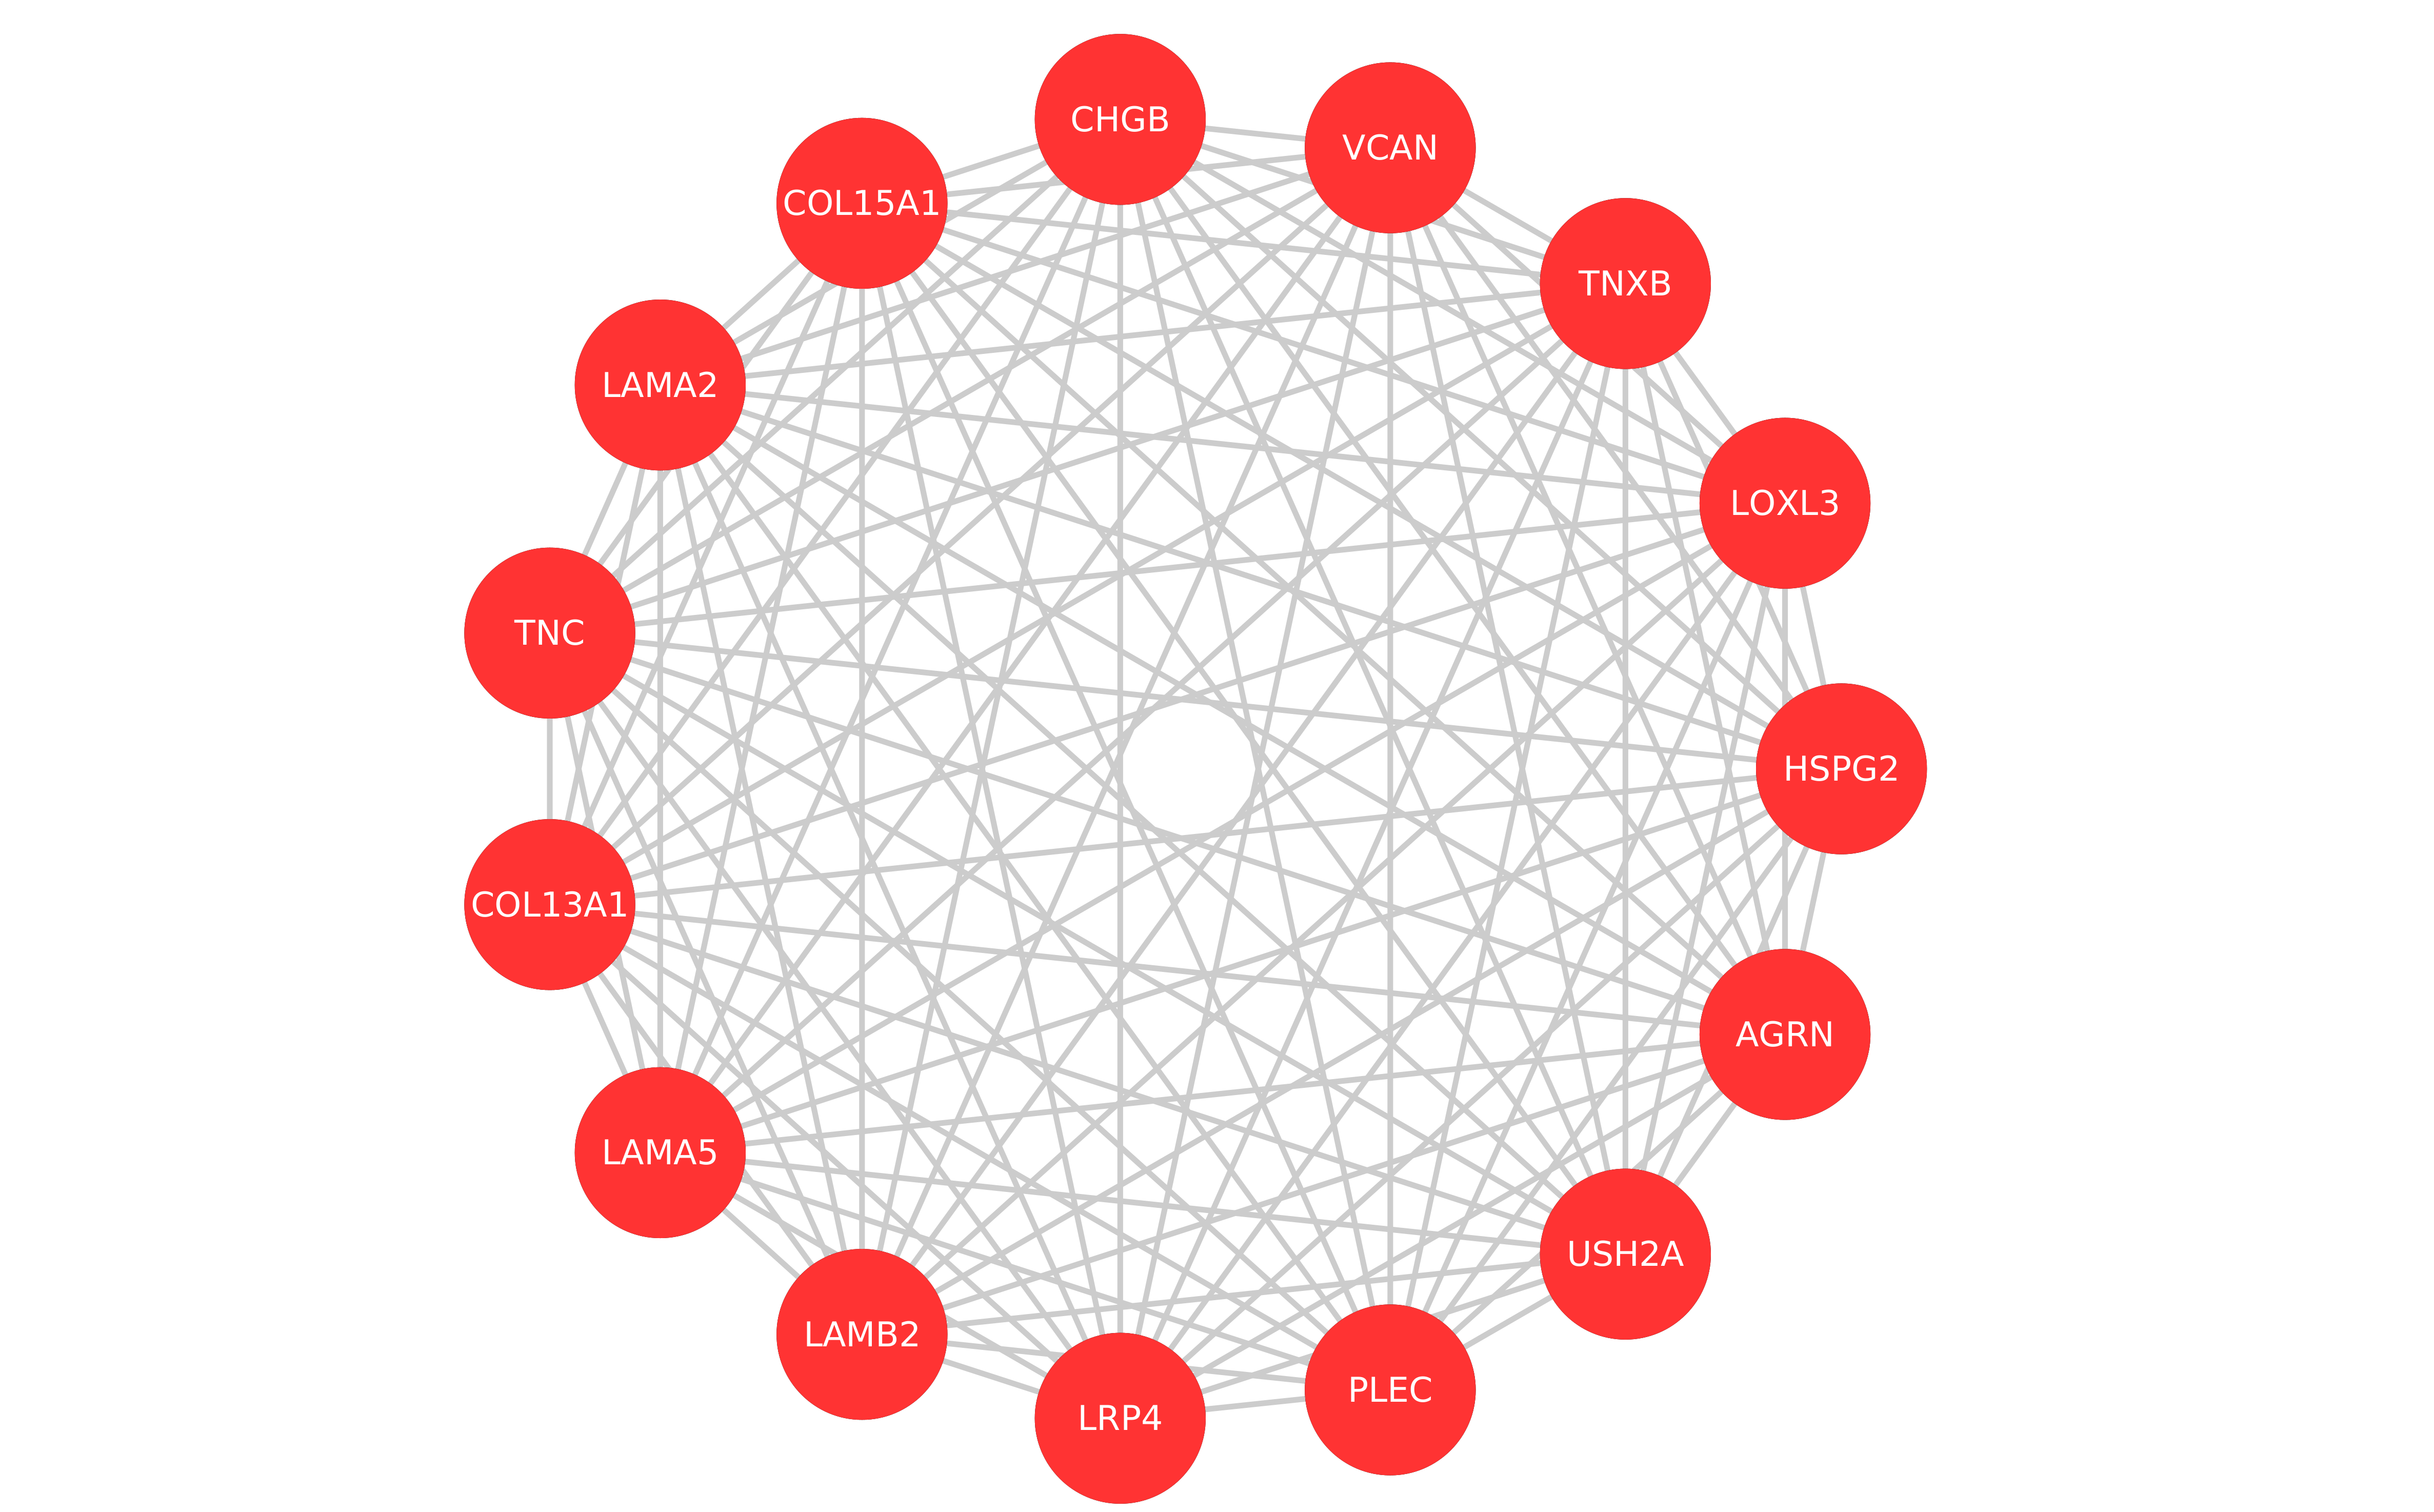 CHGB
VCAN
COL15A1
TNXB
LAMA2
LOXL3
TNC
HSPG2
COL13A1
AGRN
LAMA5
USH2A
LAMB2
PLEC
LRP4